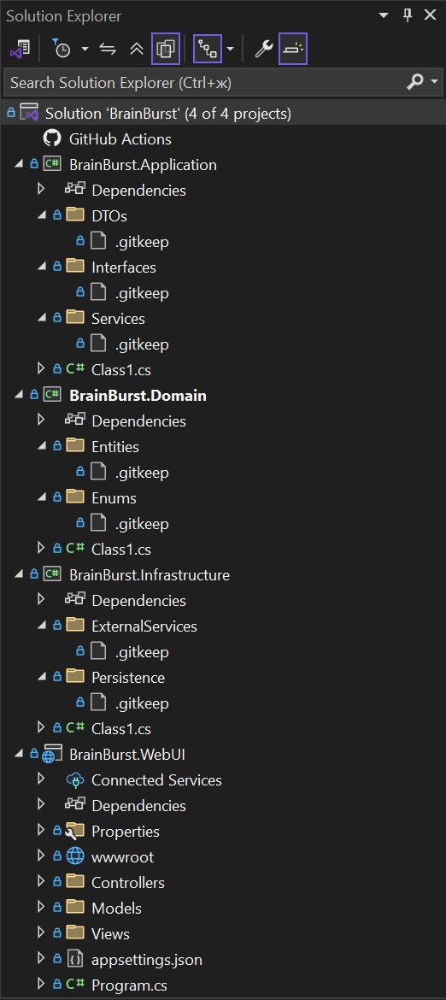 Solution Explorer
Search Solution Explorer (Ctrl+ж)
Solution 'BrainBurst' (4 of 4 projects)
GitHub Actions
C# BrainBurst.Application
Dependencies
DTOs
.gitkeep
Interfaces
.gitkeep
Services
.gitkeep
C# Class1.cs
C# BrainBurst.Domain
Dependencies
Entities
.gitkeep
Enums
.gitkeep
C# Class1.cs
C# BrainBurst.Infrastructure
Dependencies
ExternalServices
.gitkeep
Persistence
.gitkeep
C# Class1.cs
BrainBurst.WebUI
Connected Services
Dependencies
Properties
wwwroot
Controllers
Models
Views
appsettings.json
C# Program.cs